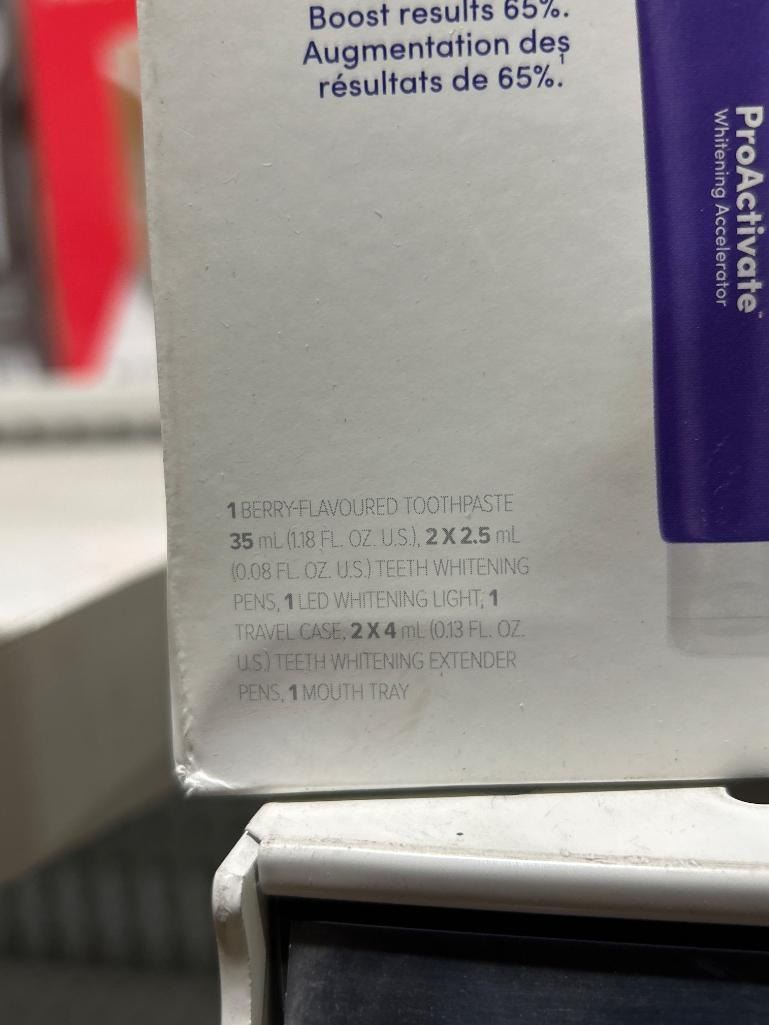 Boost results 65%.
Augmentation des
résultats de 65%.
ProActivate™
Whitening Accelerator
1 BERRY-FLAVOURED TOOTHPASTE
35 mL (1.18 FL. OZ. U.S.), 2 X 2.5 mL
(0.08 FL. OZ. U.S.) TEETH WHITENING
PENS, 1 LED WHITENING LIGHT, 1
TRAVEL CASE, 2 X 4 mL (0.13 FL. OZ.
U.S.) TEETH WHITENING EXTENDER
PENS, 1 MOUTH TRAY